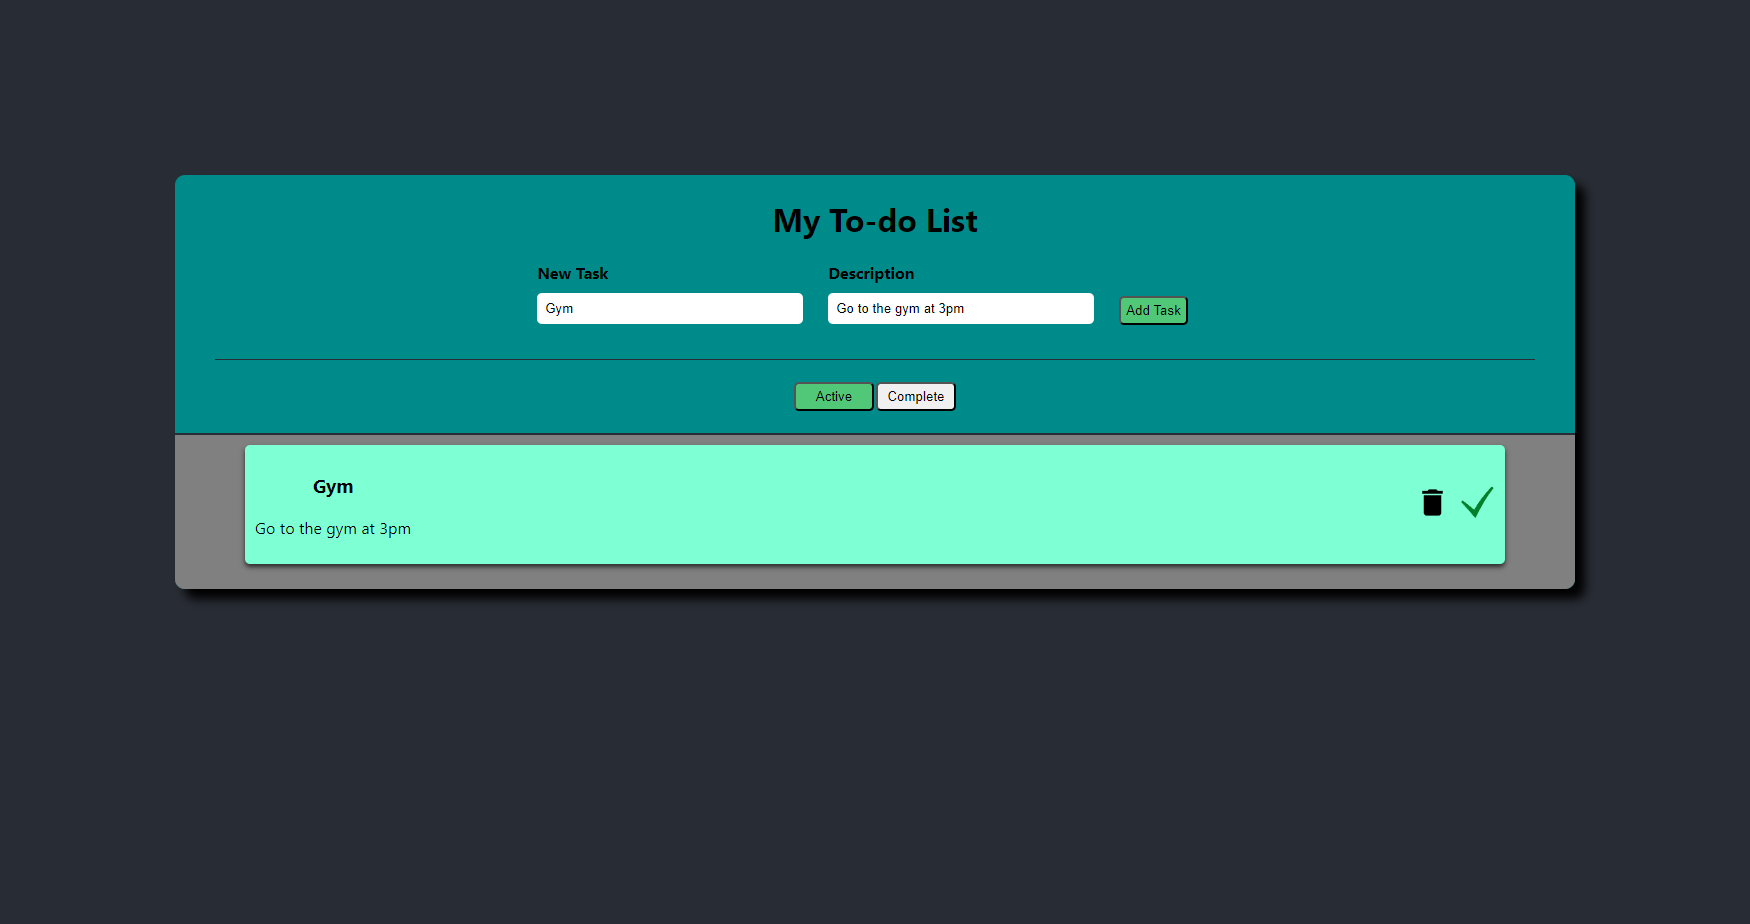 My To-do List
New Task
Description
Gym
Go to the gym at 3pm
Add Task
Active
Complete
Gym
Go to the gym at 3pm